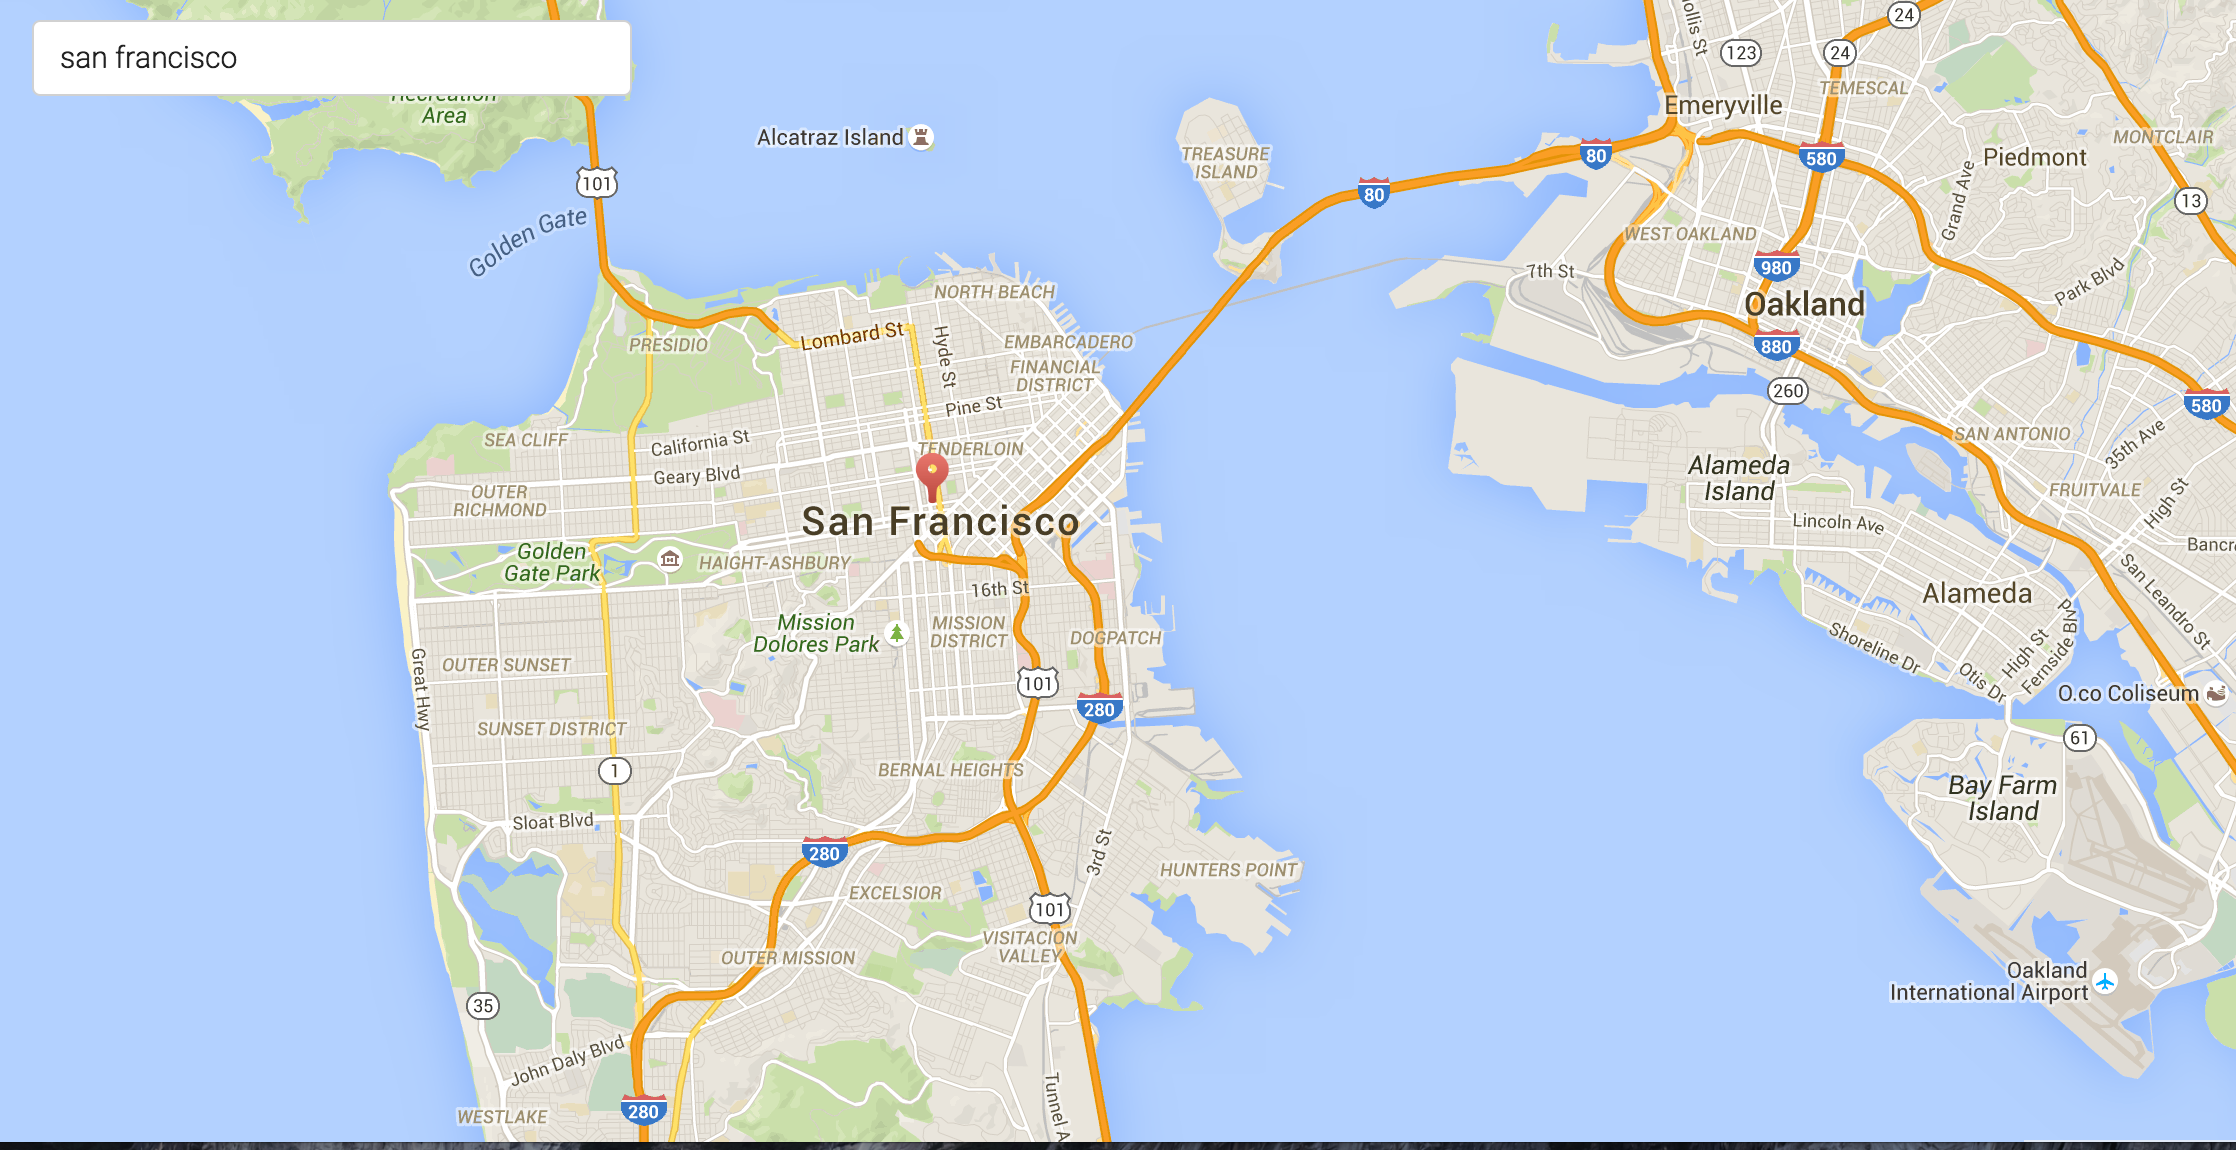 san francisco
Recreation
Area
Alcatraz Island
Golden Gate
101
TREASURE
ISLAND
80
80
Emeryville
123
24
24
TEMESCAL
580
Piedmont
MONTCLAIR
13
Grand Ave
WEST OAKLAND
7th St
980
Oakland
880
260
Park Blvd
580
SAN ANTONIO
35th Ave
FRUITVALE
High St
Alameda
Island
Lincoln Ave
Alameda
San Leandro St
Shoreline Dr
High St
Fernside Blvd
Otis Dr
O.co Coliseum
61
Bay Farm
Island
Oakland
International Airport
NORTH BEACH
PRESIDIO
Lombard St
Hyde St
EMBARCADERO
FINANCIAL
DISTRICT
Pine St
SEA CLIFF
California St
Geary Blvd
TENDERLOIN
OUTER
RICHMOND
San Francisco
Golden
Gate Park
HAIGHT-ASHBURY
16th St
Mission
Dolores Park
MISSION
DISTRICT
DOGPATCH
Great Hwy
OUTER SUNSET
101
280
SUNSET DISTRICT
1
BERNAL HEIGHTS
Sloat Blvd
280
3rd St
HUNTERS POINT
EXCELSIOR
101
VISITACION
VALLEY
OUTER MISSION
35
John Daly Blvd
280
WESTLAKE
Tunnel A